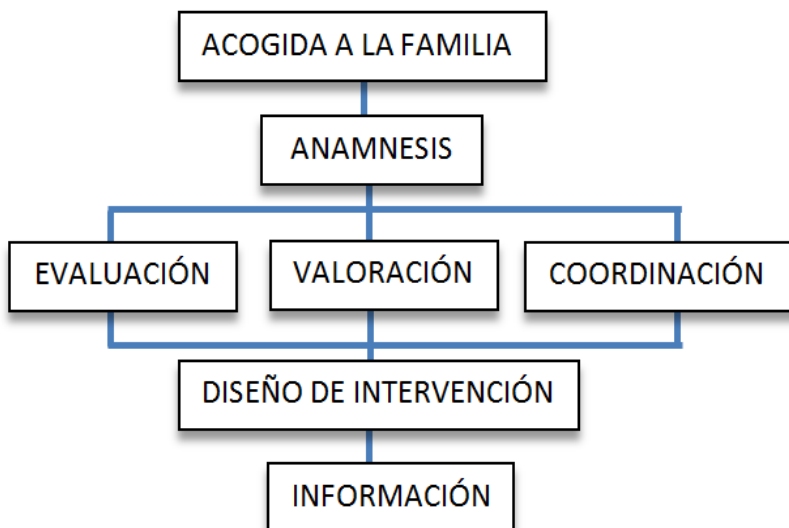 ACOGIDA A LA FAMILIA
ANAMNESIS
EVALUACIÓN
VALORACIÓN
COORDINACIÓN
DISEÑO DE INTERVENCIÓN
INFORMACIÓN